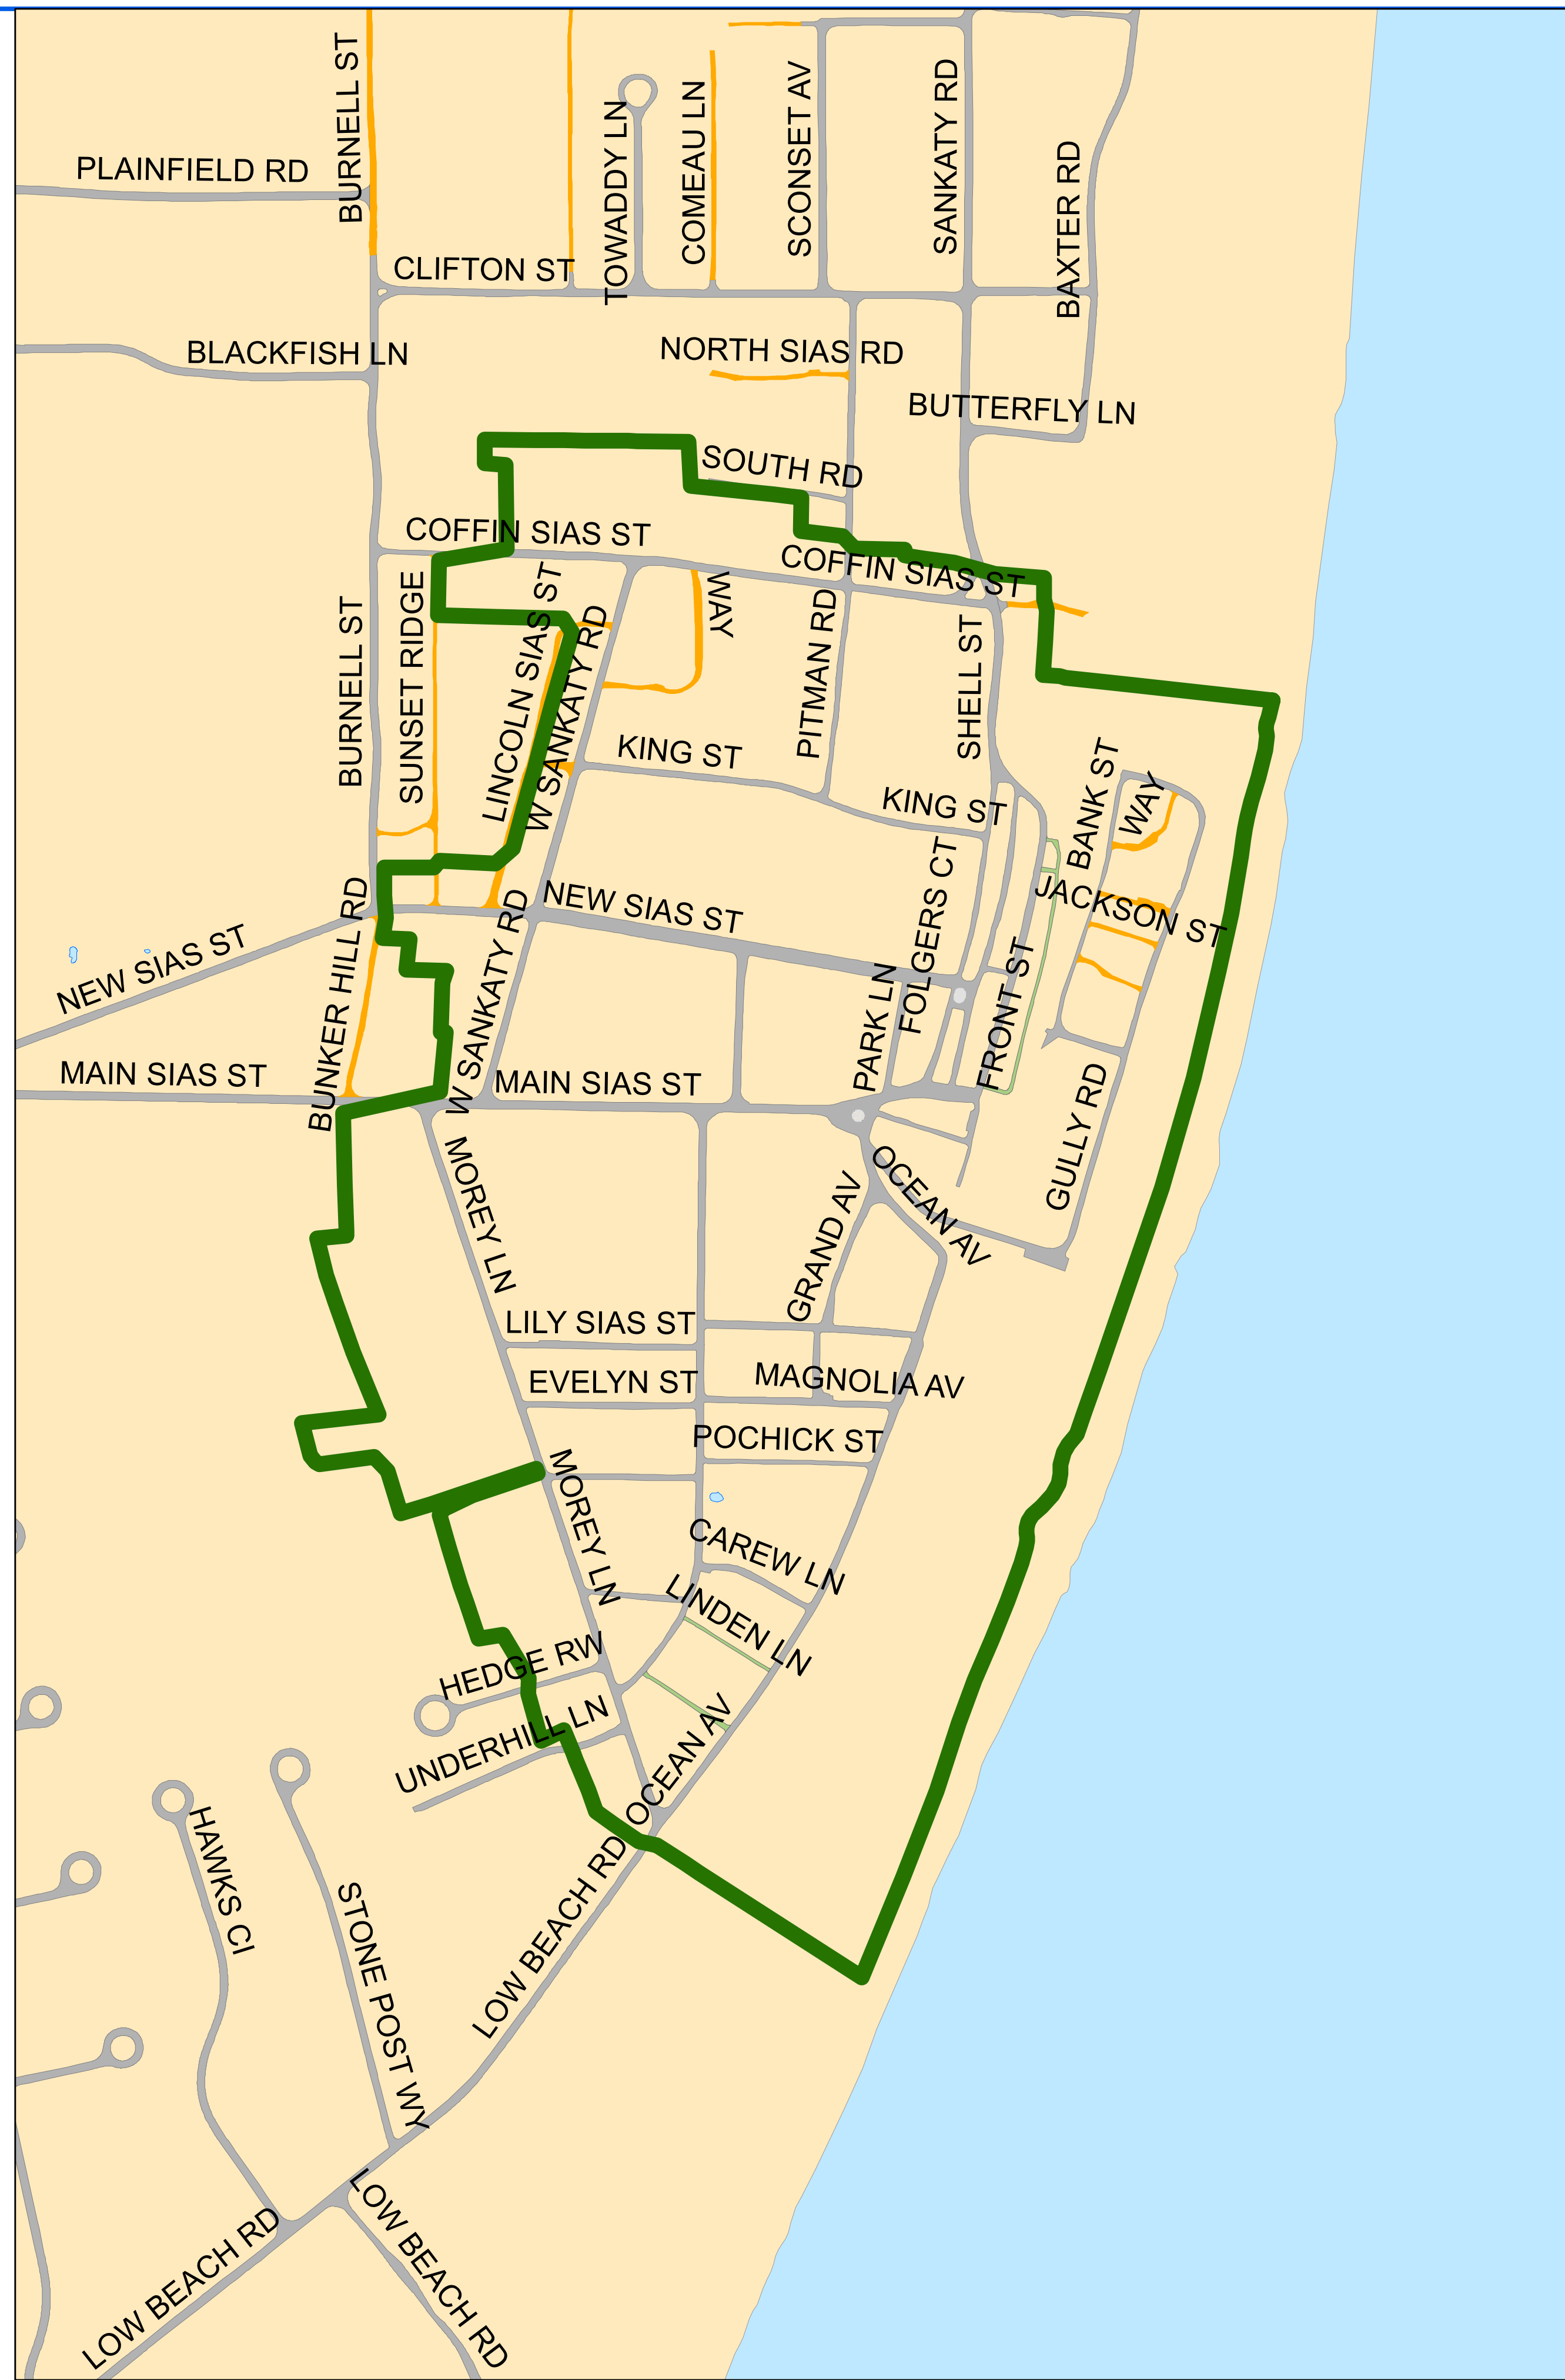 BURNELL ST
PLAINFIELD RD
TOWADDY LN
COMEAU LN
SCONSET AV
SANKATY RD
BAXTER RD
CLIFTON ST
BLACKFISH LN
NORTH SIAS RD
BUTTERFLY LN
SOUTH RD
COFFIN SIAS ST
COFFIN SIAS ST
BURNELL ST
SUNSET RIDGE
LINCOLN SIAS ST
W SANKATY RD
WAY
PITMAN RD
SHELL ST
KING ST
KING ST
BANK ST
WAY
JACKSON ST
NEW SIAS ST
NEW SIAS ST
BUNKER HILL RD
W SANKATY RD
FOLGERS CT
PARK LN
FRONT ST
MAIN SIAS ST
MAIN SIAS ST
GULLY RD
MOREY LN
GRAND AV
OCEAN AV
LILY SIAS ST
EVELYN ST
MAGNOLIA AV
POCHICK ST
MOREY LN
CAREW LN
LINDEN LN
HEDGE RW
UNDERHILL LN
OCEAN AV
HAWKS CI
STONE POST WY
LOW BEACH RD
LOW BEACH RD
LOW BEACH RD